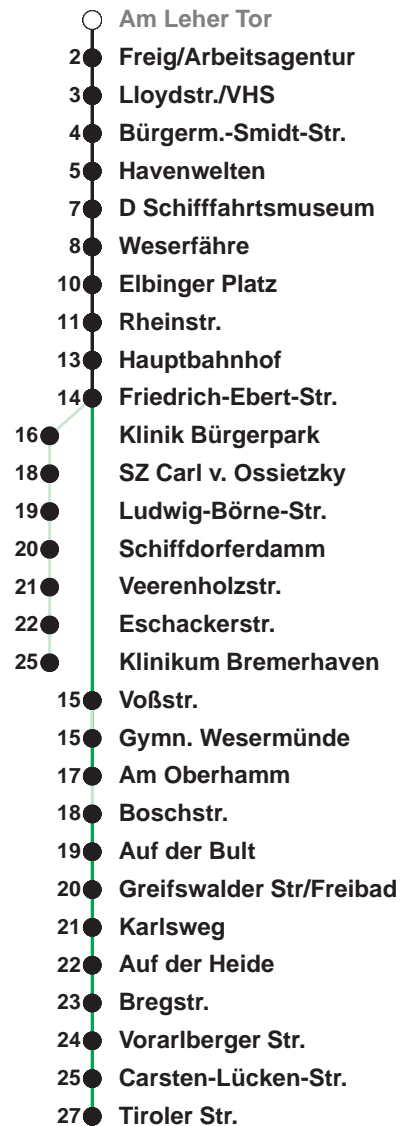 Am Leher Tor
2 Freig/Arbeitsagentur
3 Lloydstr./VHS
4 Bürgerm.-Smidt-Str.
5 Havenwelten
7 D Schifffahrtsmuseum
8 Weserfähre
10 Elbinger Platz
11 Rheinstr.
13 Hauptbahnhof
14 Friedrich-Ebert-Str.
16 Klinik Bürgerpark
18 SZ Carl v. Ossietzky
19 Ludwig-Börne-Str.
20 Schiffdorferdamm
21 Veerenholzstr.
22 Eschackerstr.
25 Klinikum Bremerhaven
15 Voßstr.
15 Gymn. Wesermünde
17 Am Oberhamm
18 Boschstr.
19 Auf der Bult
20 Greifswalder Str/Freibad
21 Karlsweg
22 Auf der Heide
23 Bregstr.
24 Vorarlberger Str.
25 Carsten-Lücken-Str.
27 Tiroler Str.